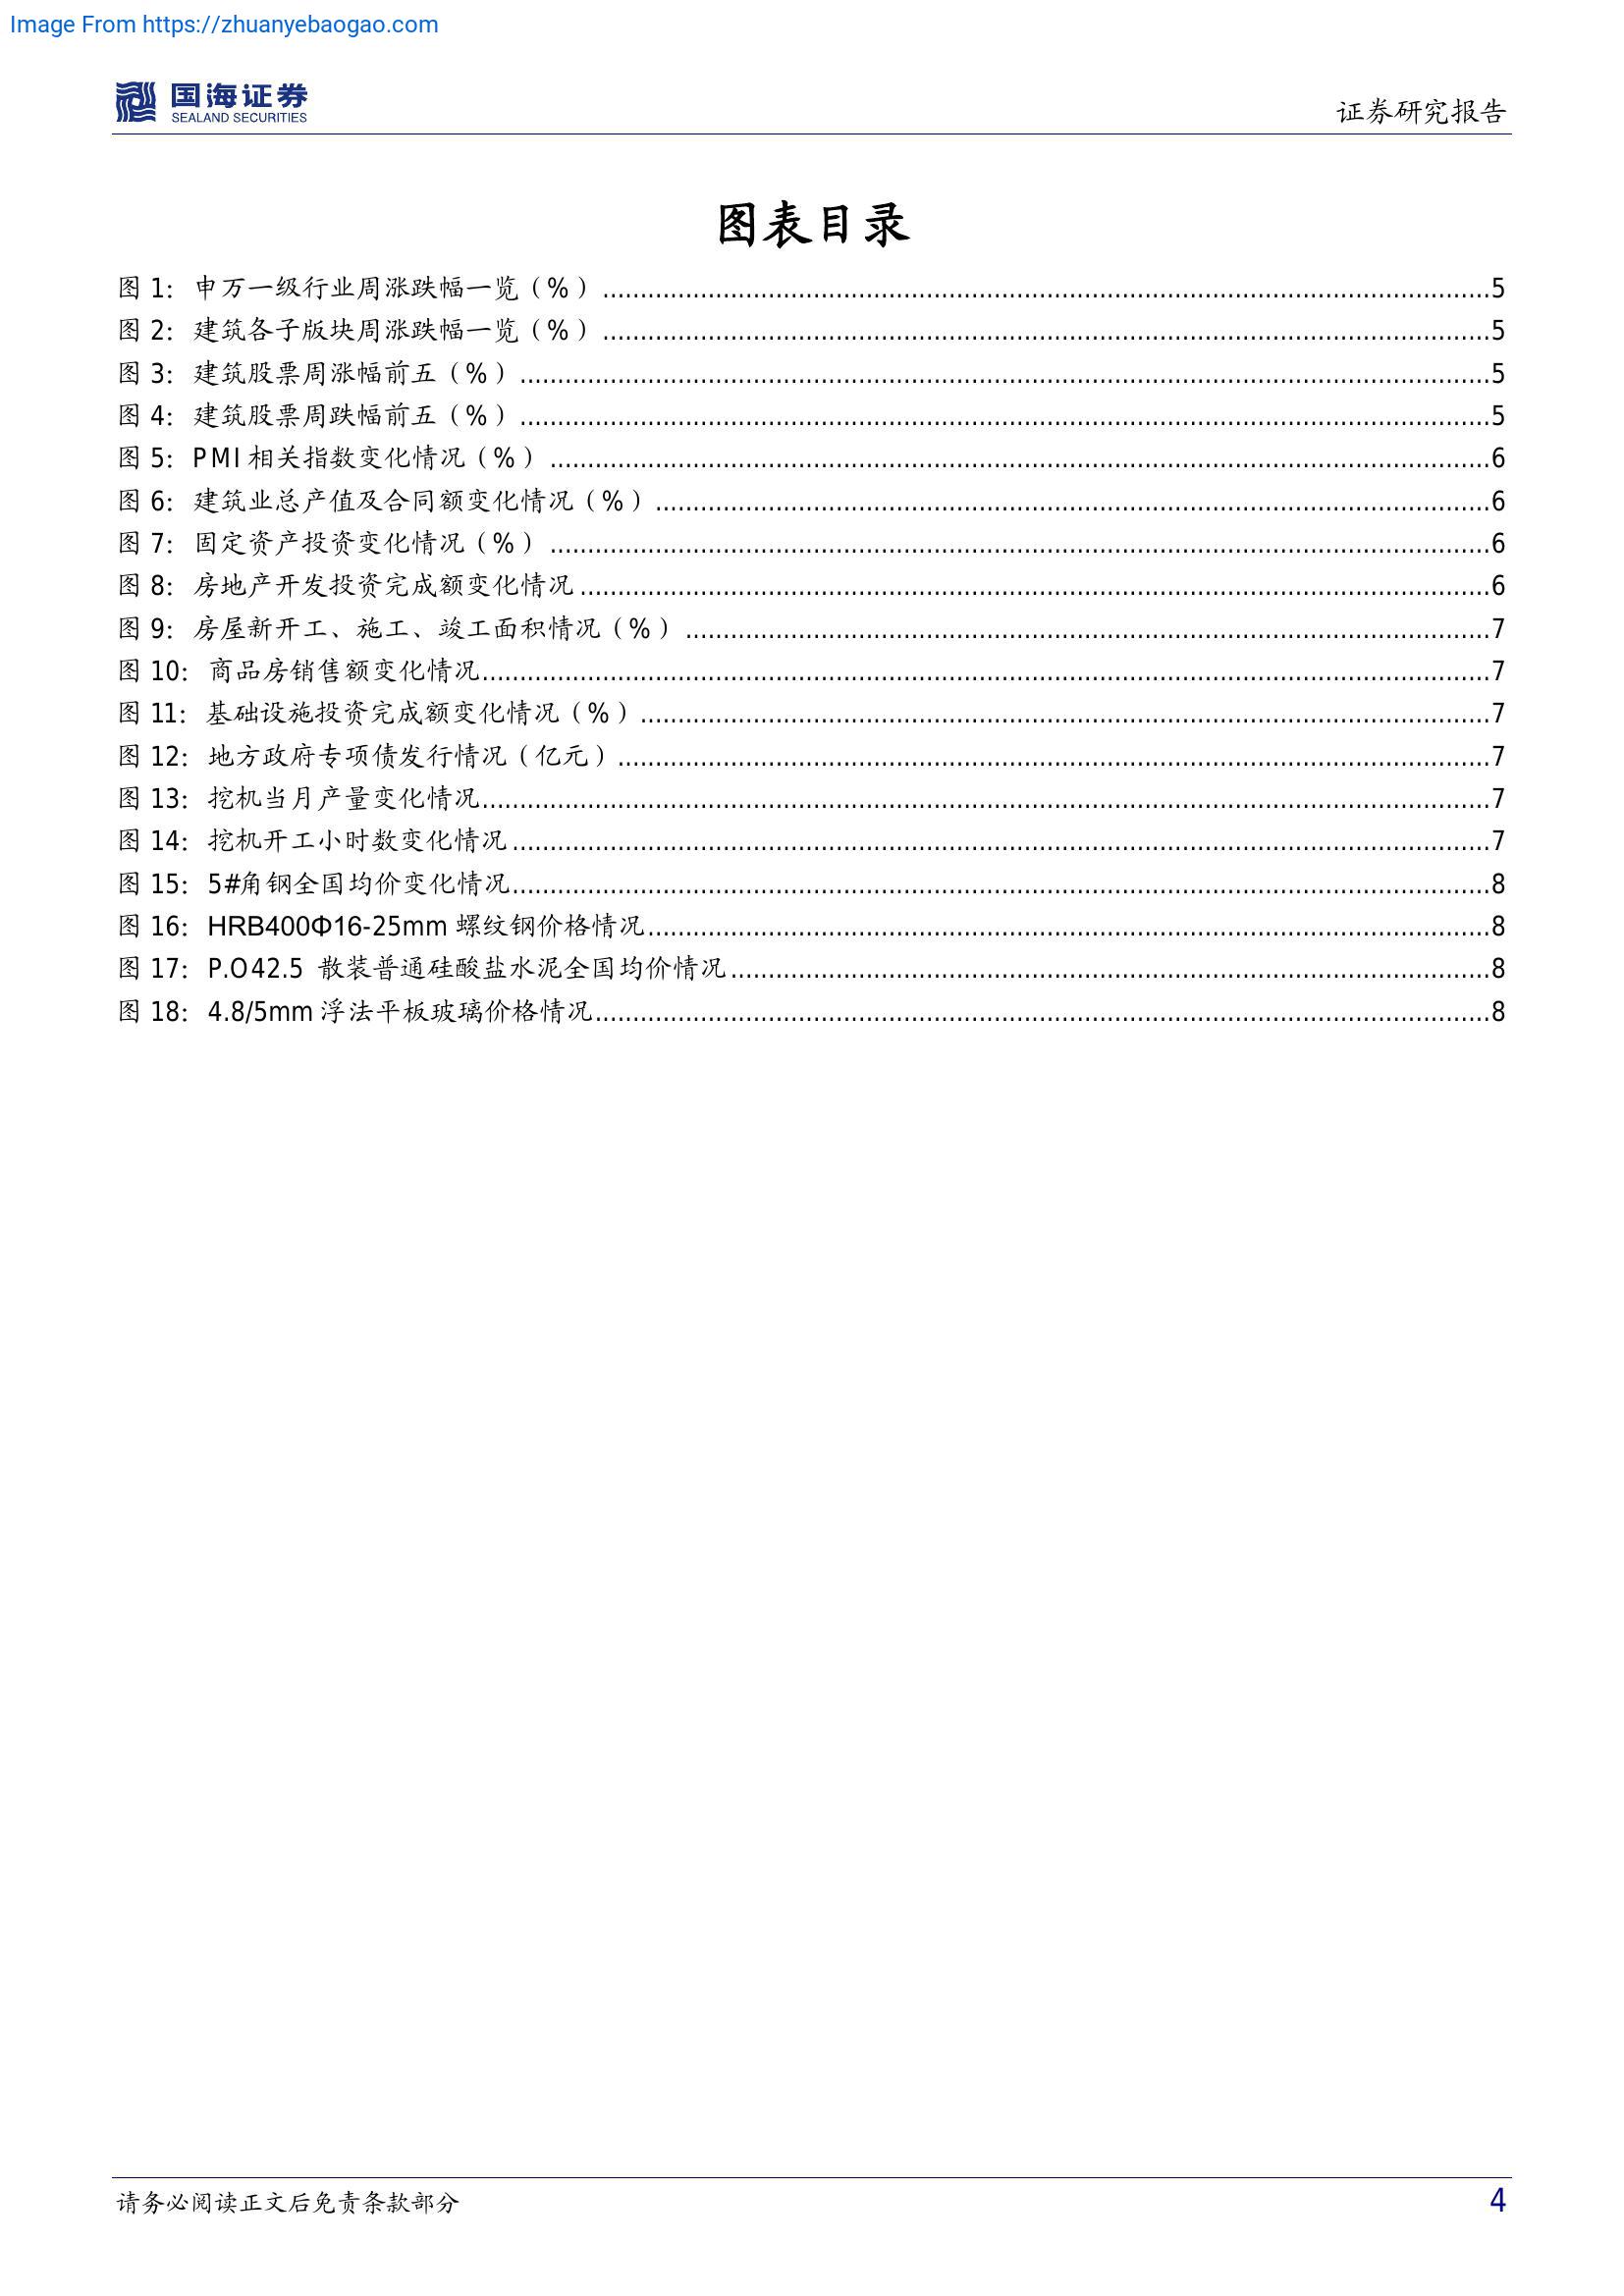 Image From https://zhuanyebaogao.com
国海证券
SEALAND SECURITIES
证券研究报告
图表目录
图 1: 申万一级行业周涨跌幅一览（%）........5
图 2: 建筑各子版块周涨跌幅一览（%）........5
图 3: 建筑股票周涨幅前五（%）........5
图 4: 建筑股票周跌幅前五（%）........5
图 5: PMI 相关指数变化情况（%）........6
图 6: 建筑业总产值及合同额变化情况（%）........6
图 7: 固定资产投资变化情况（%）........6
图 8: 房地产开发投资完成额变化情况........6
图 9: 房屋新开工、施工、竣工面积情况（%）........7
图 10: 商品房销售额变化情况........7
图 11: 基础设施投资完成额变化情况（%）........7
图 12: 地方政府专项债发行情况（亿元）........7
图 13: 挖机当月产量变化情况........7
图 14: 挖机开工小时数变化情况........7
图 15: 5#角钢全国均价变化情况........8
图 16: HRB400Φ16-25mm 螺纹钢价格情况........8
图 17: P.O42.5 散装普通硅酸盐水泥全国均价情况........8
图 18: 4.8/5mm 浮法平板玻璃价格情况........8
请务必阅读正文后免责条款部分
4